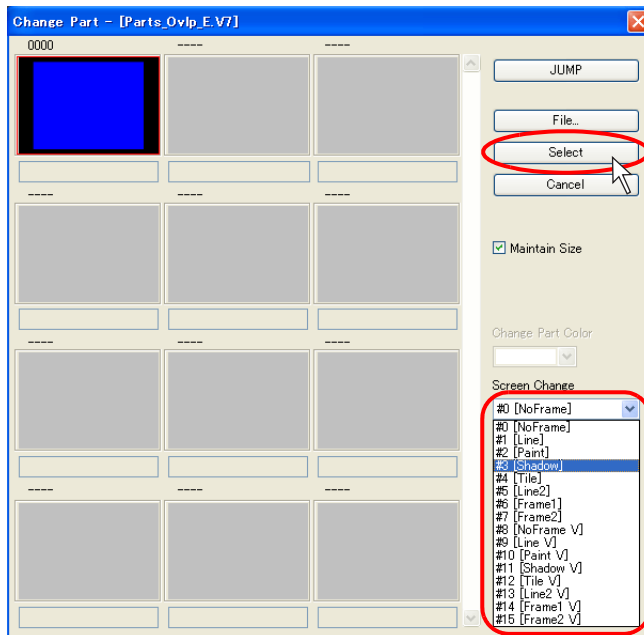 Change Part - [Parts_Ovlp_E.V7]
0000 ---- ----
JUMP
File...
Select
Cancel
---- ---- ----
Maintain Size
Change Part Color
---- ---- ----
Screen Change
#0 [NoFrame]
#0 [NoFrame]
#1 [Line]
#2 [Paint]
#3 [Shadow]
#4 [Tile]
#5 [Line2]
#6 [Frame1]
#7 [Frame2]
#8 [NoFrame V]
#9 [Line V]
#10 [Paint V]
#11 [Shadow V]
#12 [Tile V]
#13 [Line2 V]
#14 [Frame1 V]
#15 [Frame2 V]
---- ---- ----